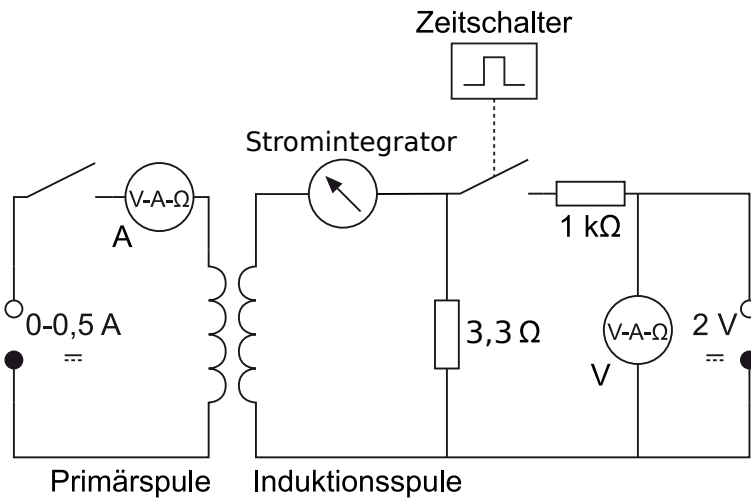 Zeitschalter
Stromintegrator
V-A-Ω
A
1 kΩ
0-0,5 A
3,3 Ω
V-A-Ω
2 V
V
Primärspule
Induktionsspule